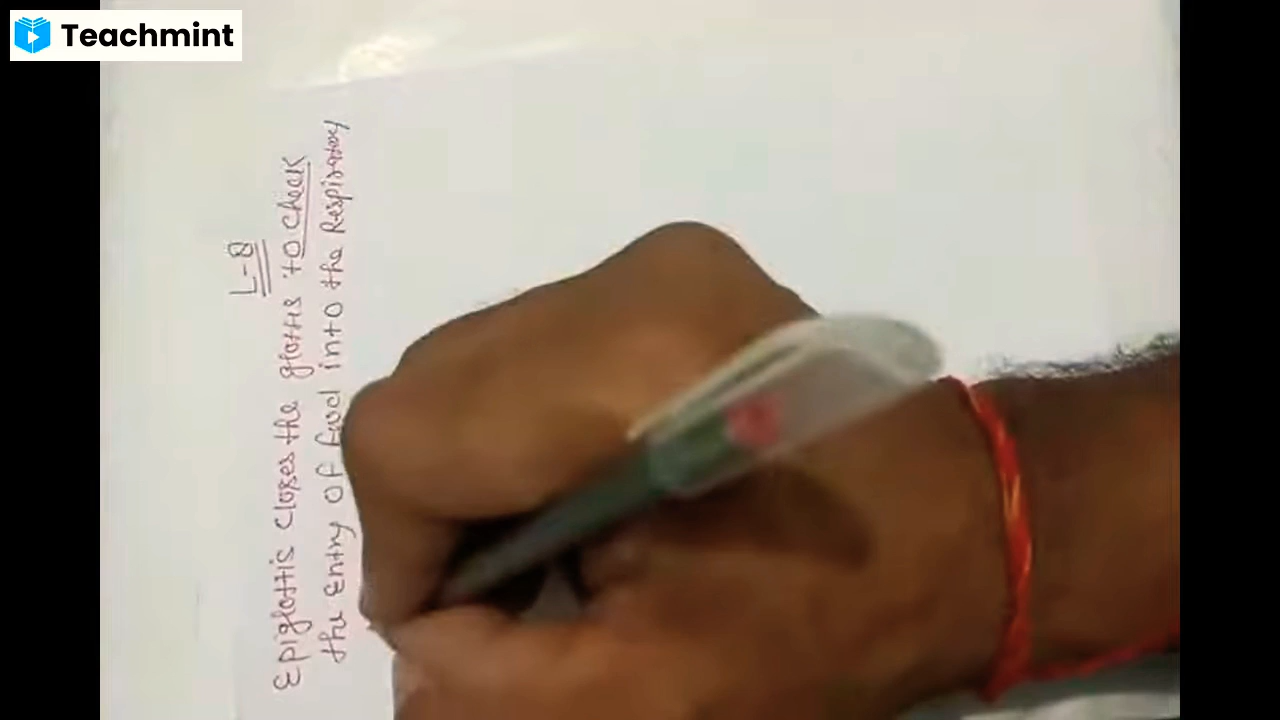 Teachmint
L-8
Epiglottis closes the glottis to check
the Entry of food into the Respiratory